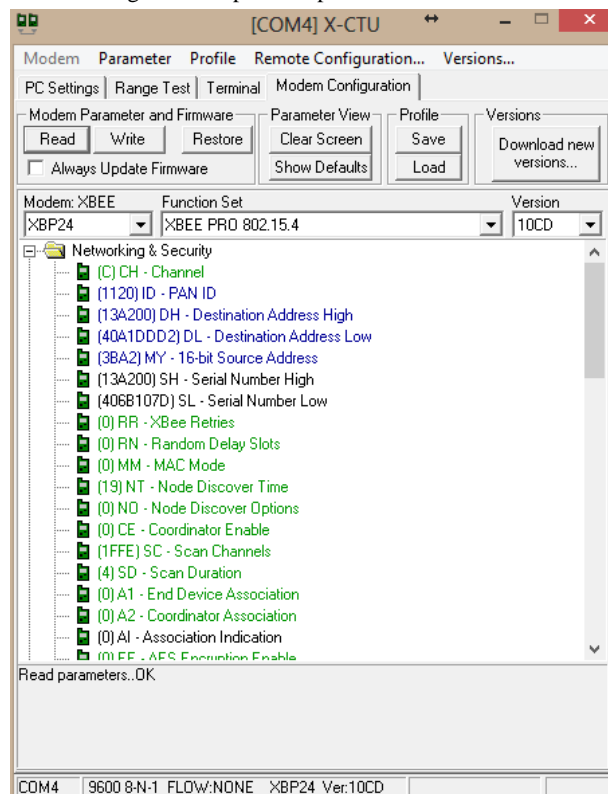 [COM4] X-CTU
Modem Parameter Profile Remote Configuration... Versions...
PC Settings Range Test Terminal Modem Configuration
Modem Parameter and Firmware Parameter View Profile Versions
Read Write Restore Clear Screen Save Download new versions...
Always Update Firmware Show Defaults Load
Modem: XBEE Function Set Version
XBP24 XBEE PRO 802.15.4 10CD
Networking & Security
(C) CH - Channel
(1120) ID - PAN ID
(13A200) DH - Destination Address High
(40A1DDD2) DL - Destination Address Low
(3BA2) MY - 16-bit Source Address
(13A200) SH - Serial Number High
(406B107D) SL - Serial Number Low
(0) RR - XBee Retries
(0) RN - Random Delay Slots
(0) MM - MAC Mode
(19) NT - Node Discover Time
(0) NO - Node Discover Options
(0) CE - Coordinator Enable
(1FFE) SC - Scan Channels
(4) SD - Scan Duration
(0) A1 - End Device Association
(0) A2 - Coordinator Association
(0) AI - Association Indication
(0) EE - AES Encryption Enable
Read parameters..OK
COM4 9600 8-N-1 FLOW:NONE XBP24 Ver:10CD